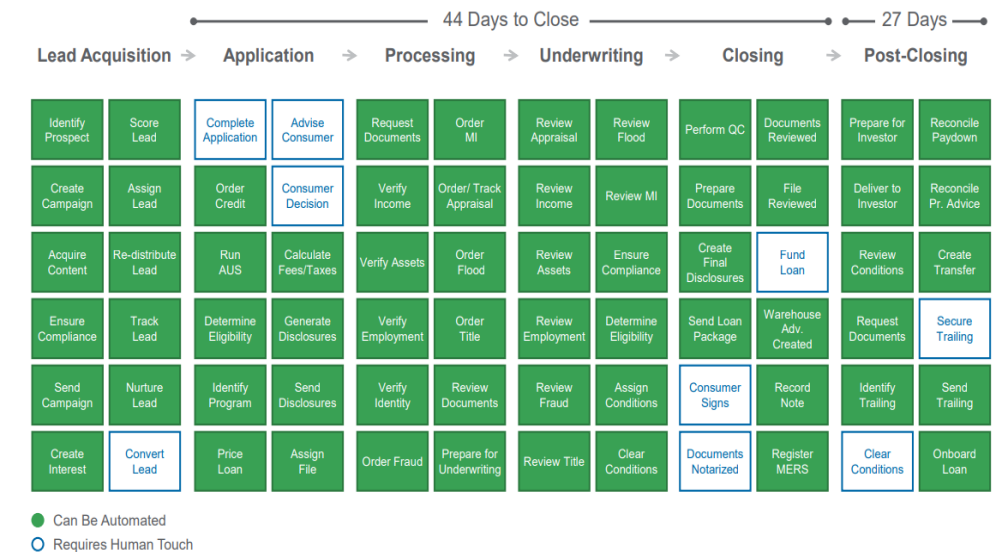 44 Days to Close
27 Days
Lead Acquisition
Application
Processing
Underwriting
Closing
Post-Closing
Identify
Prospect
Score
Lead
Complete
Application
Advise
Consumer
Request
Documents
Order
MI
Review
Appraisal
Review
Flood
Perform QC
Documents
Reviewed
Prepare for
Investor
Reconcile
Paydown
Create
Campaign
Assign
Lead
Order
Credit
Consumer
Decision
Verify
Income
Order/ Track
Appraisal
Review
Income
Review MI
Prepare
Documents
File
Reviewed
Deliver to
Investor
Reconcile
Pr. Advice
Acquire
Content
Re-distribute
Lead
Run
AUS
Calculate
Fees/Taxes
Verify Assets
Order
Flood
Review
Assets
Ensure
Compliance
Create
Final
Disclosures
Fund
Loan
Review
Conditions
Create
Transfer
Ensure
Compliance
Track
Lead
Determine
Eligibility
Generate
Disclosures
Verify
Employment
Order
Title
Review
Employment
Determine
Eligibility
Send Loan
Package
Warehouse
Adv.
Created
Request
Documents
Secure
Trailing
Send
Campaign
Nurture
Lead
Identify
Program
Send
Disclosures
Verify
Identity
Review
Documents
Review
Fraud
Assign
Conditions
Consumer
Signs
Record
Note
Identify
Trailing
Send
Trailing
Create
Interest
Convert
Lead
Price
Loan
Assign
File
Order Fraud
Prepare for
Underwriting
Review Title
Clear
Conditions
Documents
Notarized
Register
MERS
Clear
Conditions
Onboard
Loan
Can Be Automated
Requires Human Touch